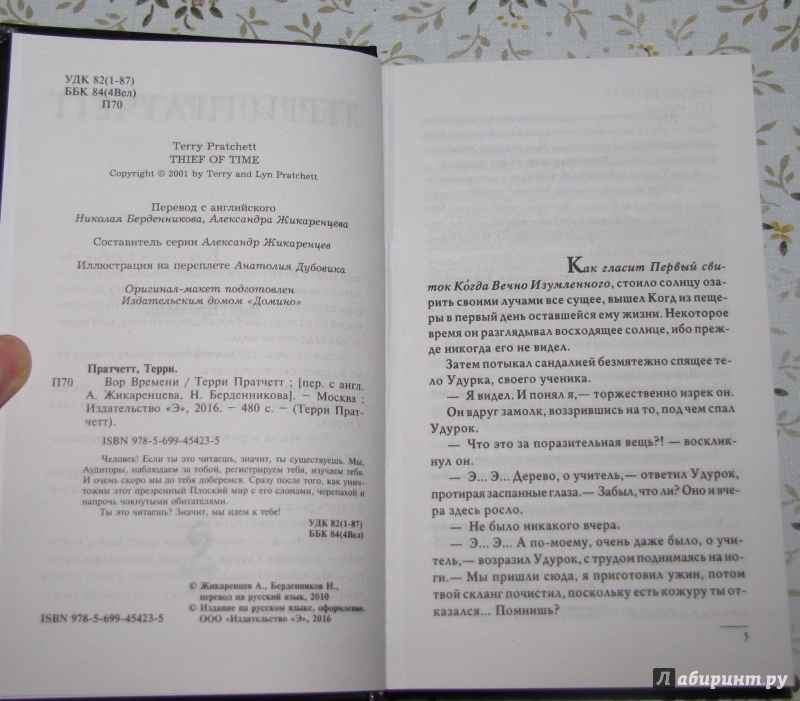 УДК 82(1-87)
ББК 84(4Вел)
П70
Terry Pratchett
THIEF OF TIME
Copyright © 2001 by Terry and Lyn Pratchett
Перевод с английского
Николая Берденникова, Александра Жикаренцева
Составитель серии Александр Жикаренцев
Иллюстрация на переплете Анатолия Дубовика
Оригинал-макет подготовлен
Издательским домом «Домино»
Пратчетт, Терри.
П70 Вор Времени / Терри Пратчетт ; [пер. с англ.
А. Жикаренцева, Н. Берденникова]. – Москва :
Издательство «Э», 2016. – 480 с. – (Терри Прат-
четт).
ISBN 978-5-699-45423-5
Человек! Если ты это читаешь, значит, ты существуешь. Мы,
Аудиторы, наблюдаем за тобой, регистрируем тебя, изучаем тебя.
И очень скоро мы до тебя доберемся. Сразу после того, как унич-
тожим этот презренный Плоский мир с его слонами, черепахой и
напрочь чокнутыми обитателями.
Ты это читаешь? Значит, мы идем к тебе!
УДК 82(1-87)
ББК 84(4Вел)
© Жикаренцев А., Берденников Н.,
перевод на русский язык, 2010
© Издание на русском языке, оформление.
ООО «Издательство «Э», 2016
ISBN 978-5-699-45423-5
Как гласит Первый сви-
ток Ко́гда Вечно Изумленного, стоило солнцу оза-
рить своими лучами все сущее, вышел Когд из пеще-
ры в первый день оставшейся ему жизни. Некоторое
время он разглядывал восходящее солнце, ибо преж-
де никогда его не видел.
Затем потыкал сандалией безмятежно спящее те-
ло Удурка, своего ученика.
— Я видел. И понял я,— торжественно изрек он.
Он вдруг замолк, воззрившись на то, под чем спал
Удурок.
— Что это за поразительная вещь?! — восклик-
нул он.
— Э... Э... Дерево, о учитель,— ответил Удурок,
протирая заспанные глаза.— Забыл, что ли? Оно и вче-
ра здесь росло.
— Не было никакого вчера.
— Э... Э... А по-моему, очень даже было, о учи-
тель,— возразил Удурок, с трудом поднимаясь на но-
ги.— Мы пришли сюда, я приготовил ужин, потом
твой скланг почистил, поскольку есть кожуру ты от-
казался... Помнишь?
5
Лабиринт.ру